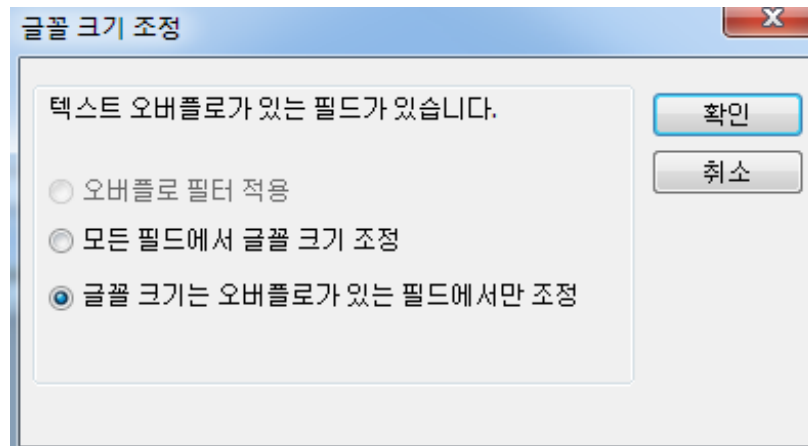 글꼴 크기 조정
텍스트 오버플로가 있는 필드가 있습니다.
확인
취소
오버플로 필터 적용
모든 필드에서 글꼴 크기 조정
글꼴 크기는 오버플로가 있는 필드에서만 조정